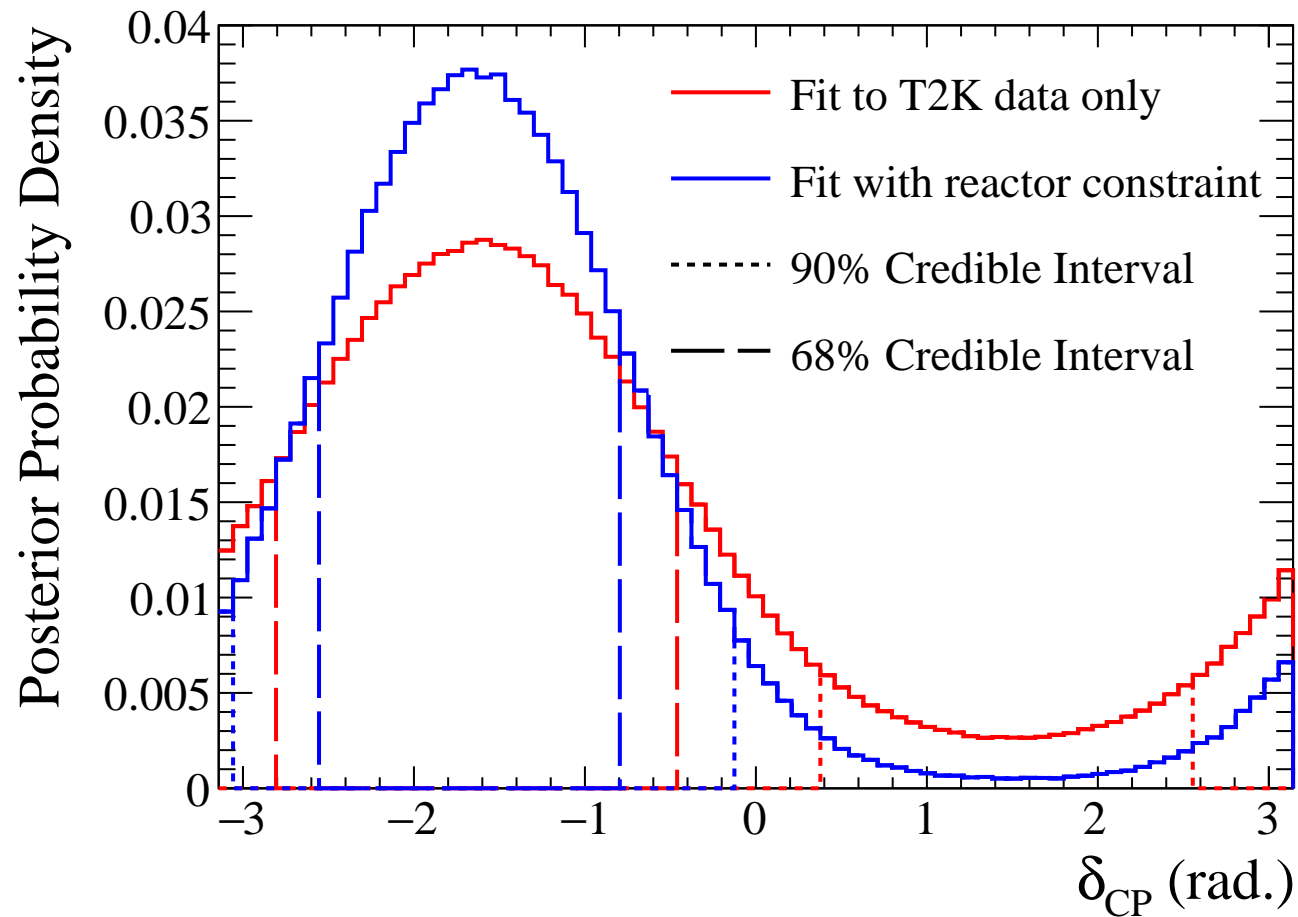 Posterior Probability Density
0.04
0.035
0.03
0.025
0.02
0.015
0.01
0.005
0
Fit to T2K data only
Fit with reactor constraint
90% Credible Interval
68% Credible Interval
−3 −2 −1 0 1 2 3
δCP (rad.)